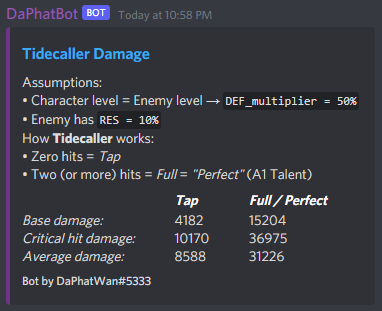 DaPhatBot BOT Today at 10:58 PM
Tidecaller Damage
Assumptions:
• Character level = Enemy level → DEF_multiplier = 50%
• Enemy has RES = 10%
How Tidecaller works:
• Zero hits = Tap
• Two (or more) hits = Full = "Perfect" (A1 Talent)
Tap Full / Perfect
Base damage: 4182 15204
Critical hit damage: 10170 36975
Average damage: 8588 31226
Bot by DaPhatWan#5333